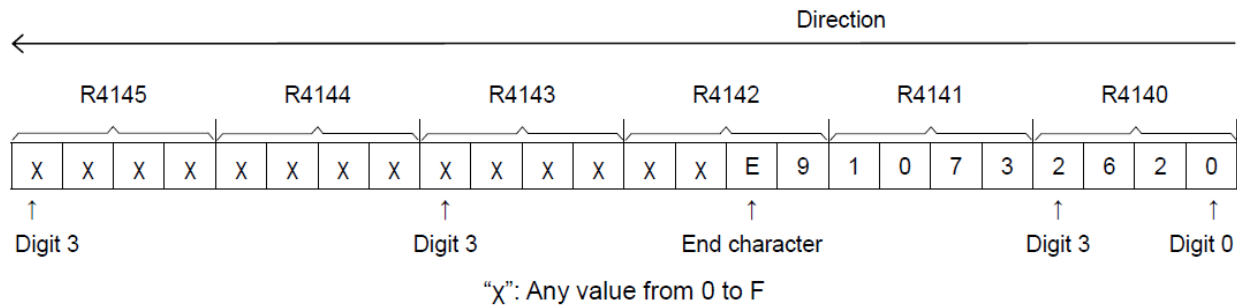 Direction
R4145 R4144 R4143 R4142 R4141 R4140
χ χ χ χ χ χ χ χ χ χ χ χ χ χ E 9 1 0 7 3 2 6 2 0
↑ ↑ ↑ ↑ ↑
Digit 3 Digit 3 End character Digit 3 Digit 0
“χ”: Any value from 0 to F